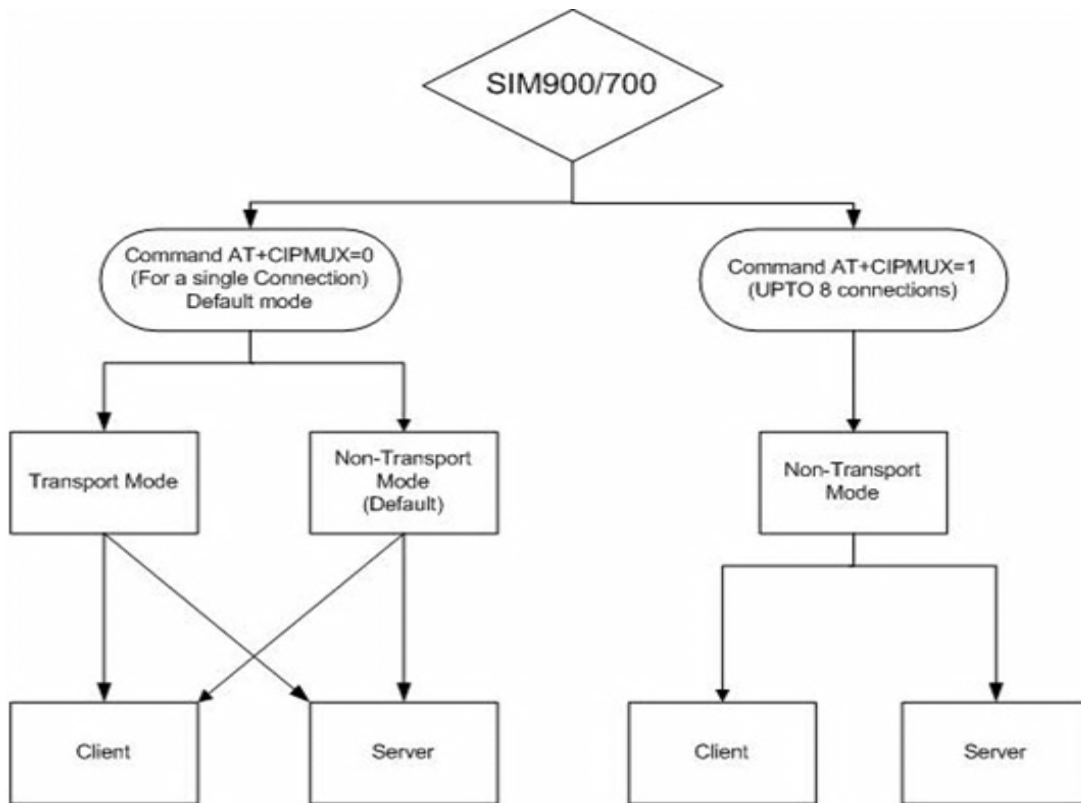 SIM900/700
Command AT+CIPMUX=0
(For a single Connection)
Default mode
Command AT+CIPMUX=1
(UPTO 8 connections)
Transport Mode
Non-Transport
Mode
(Default)
Non-Transport
Mode
Client
Server
Client
Server